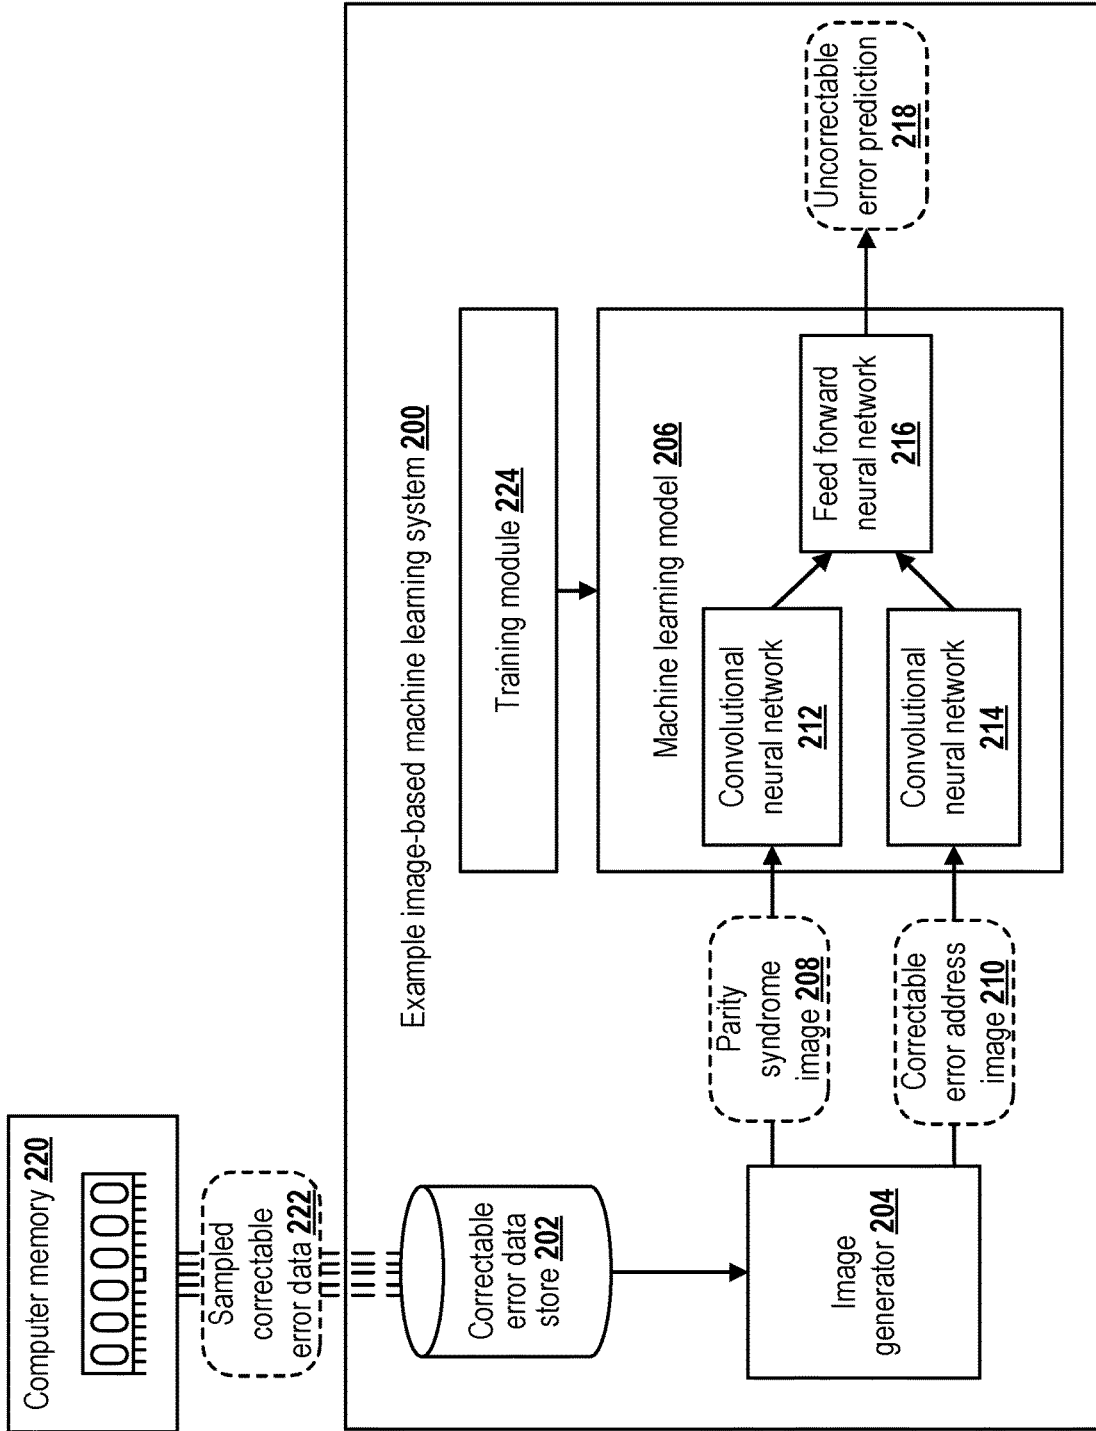 Computer memory 220
Sampled
correctable
error data 222
Example image-based machine learning system 200
Correctable
error data
store 202
Image
generator 204
Parity
syndrome
image 208
Correctable
error address
image 210
Training module 224
Machine learning model 206
Convolutional
neural network
212
Convolutional
neural network
214
Feed forward
neural network
216
Uncorrectable
error prediction
218